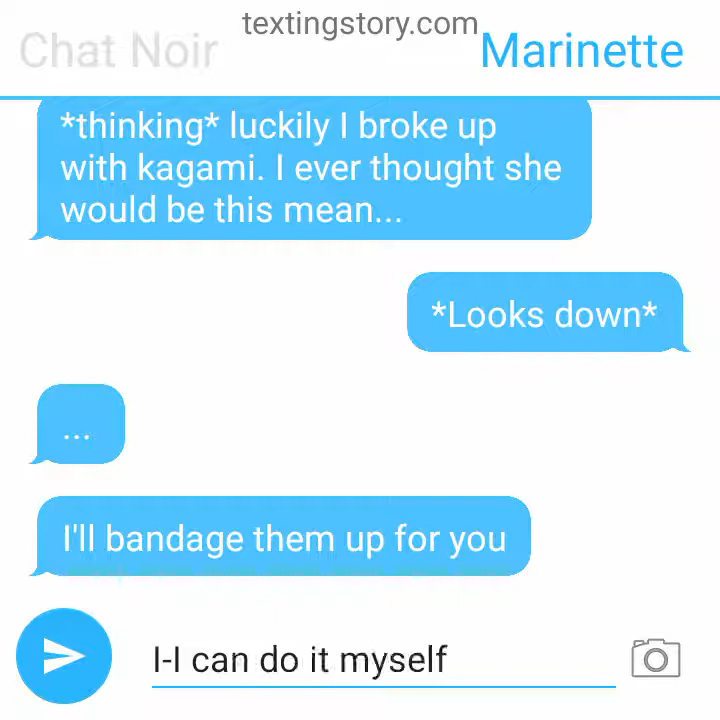 textingstory.com
Chat Noir
Marinette
*thinking* luckily I broke up
with kagami. I ever thought she
would be this mean...
*Looks down*
...
I'll bandage them up for you
I-I can do it myself